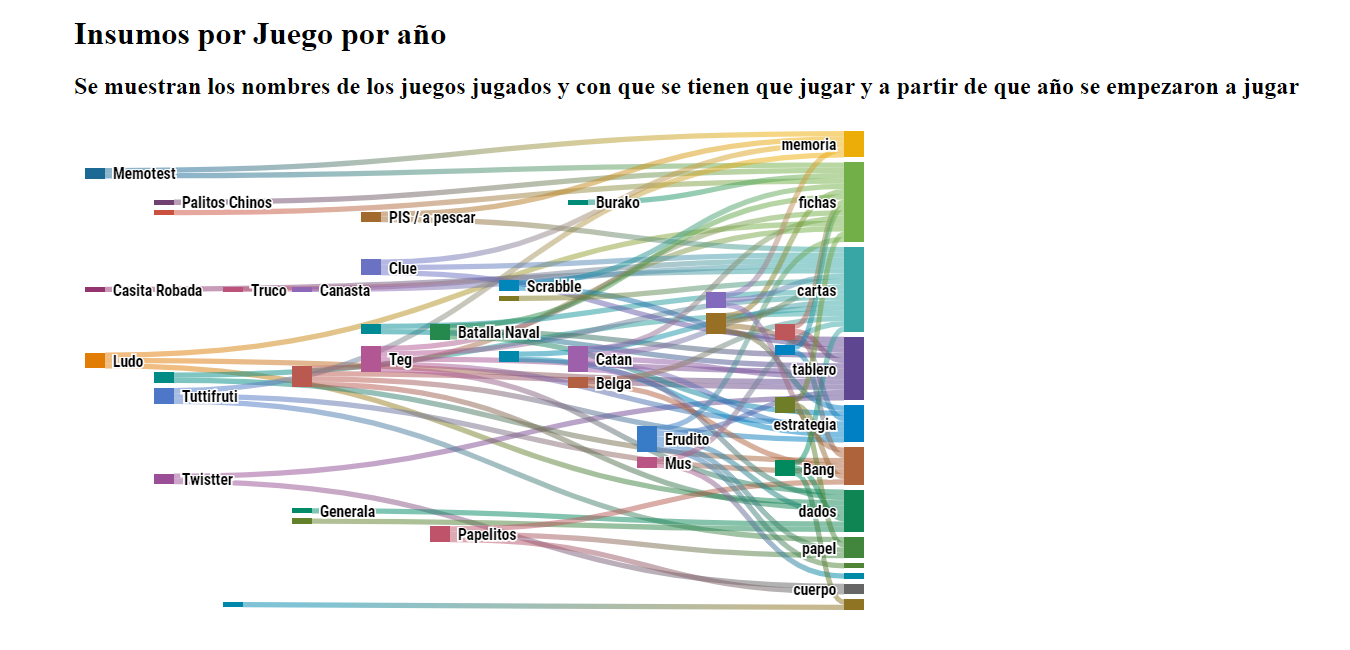 Insumos por Juego por año
Se muestran los nombres de los juegos jugados y con que se tienen que jugar y a partir de que año se empezaron a jugar
memoria
Memotest
Palitos Chinos
Burako
fichas
PIS / a pescar
Clue
Scrabble
Casita Robada
Truco
Canasta
cartas
Batalla Naval
Ludo
Teg
Catan
tablero
Belga
Tuttifruti
estrategia
Erudito
Mus
Bang
Twistter
Generala
dados
Papelitos
papel
cuerpo